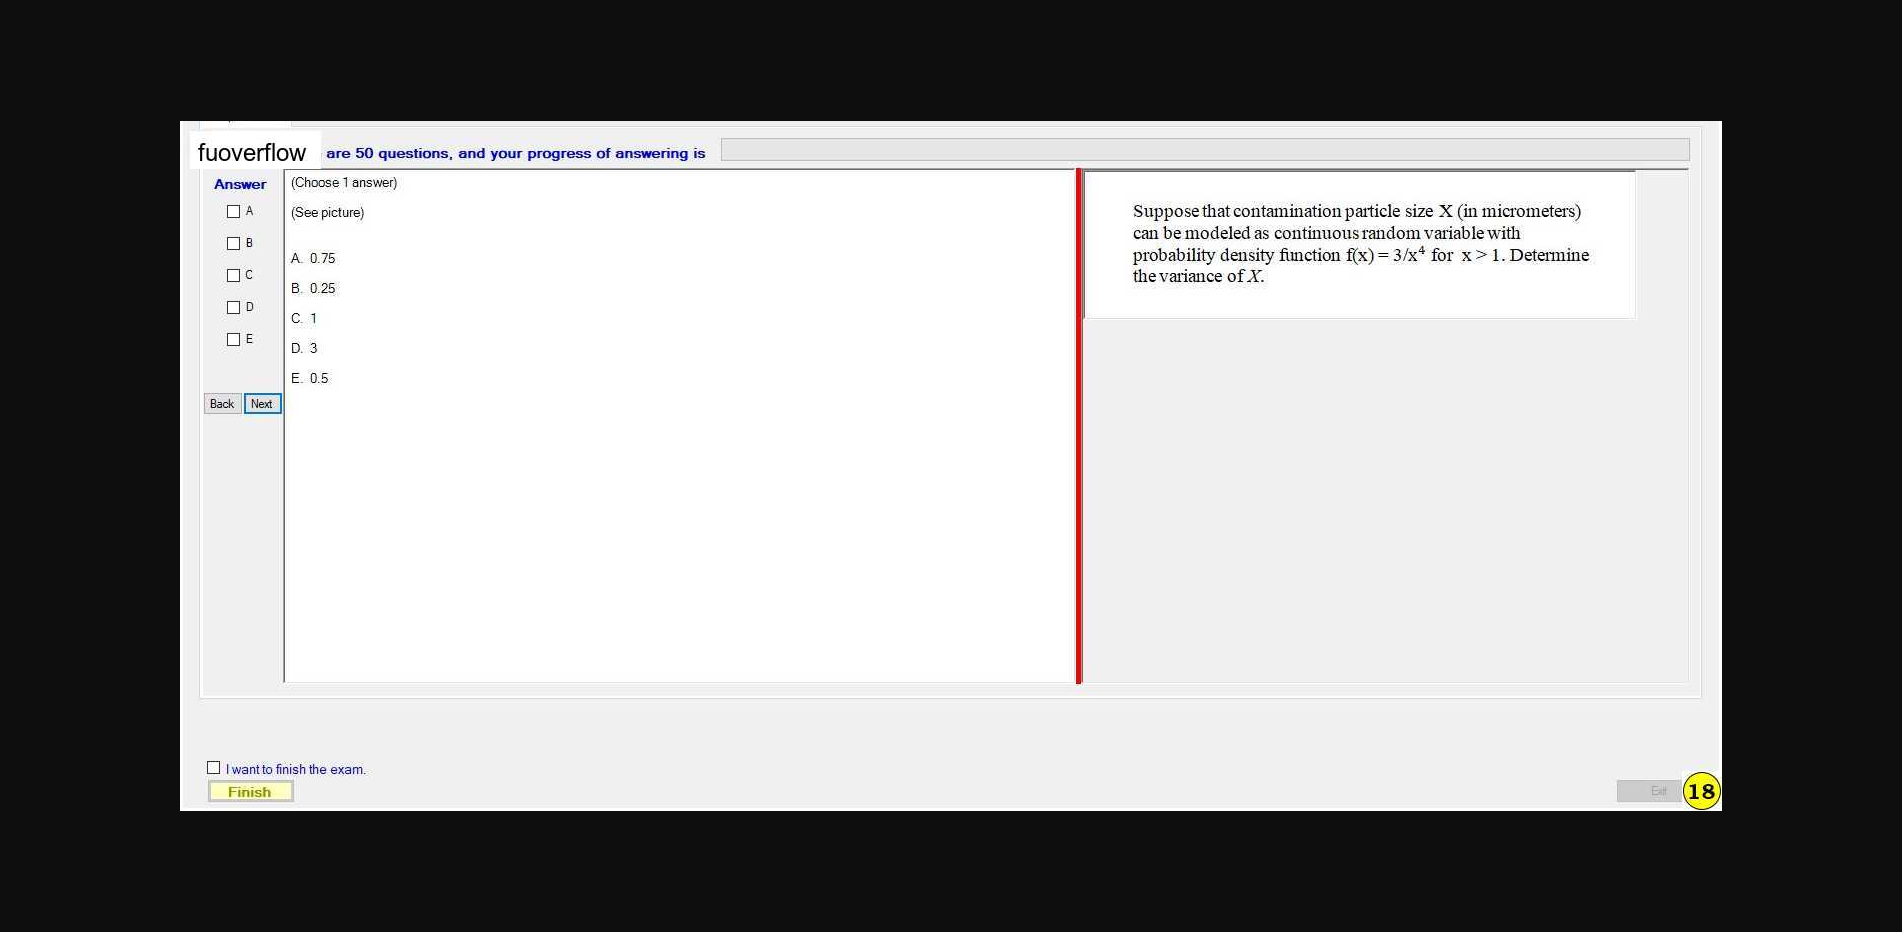 fuoverflow are 50 questions, and your progress of answering is
Answer
(Choose 1 answer)
A
(See picture)
B
C
D
E
A. 0.75
B. 0.25
C. 1
D. 3
E. 0.5
Back Next
Suppose that contamination particle size X (in micrometers)
can be modeled as continuous random variable with
probability density function f(x) = 3/x⁴ for x > 1. Determine
the variance of X.
I want to finish the exam.
Finish
Exit
18